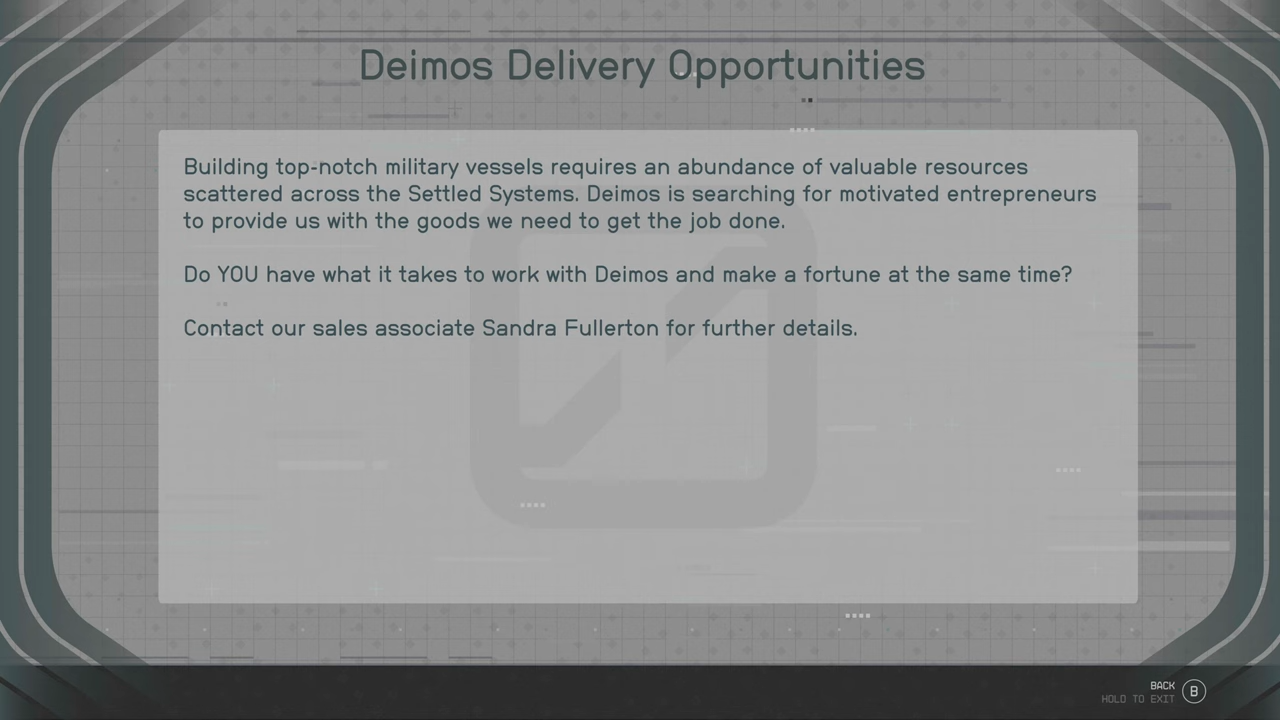 Deimos Delivery Opportunities
Building top-notch military vessels requires an abundance of valuable resources
scattered across the Settled Systems. Deimos is searching for motivated entrepreneurs
to provide us with the goods we need to get the job done.
Do YOU have what it takes to work with Deimos and make a fortune at the same time?
Contact our sales associate Sandra Fullerton for further details.
BACK
HOLD TO EXIT
B